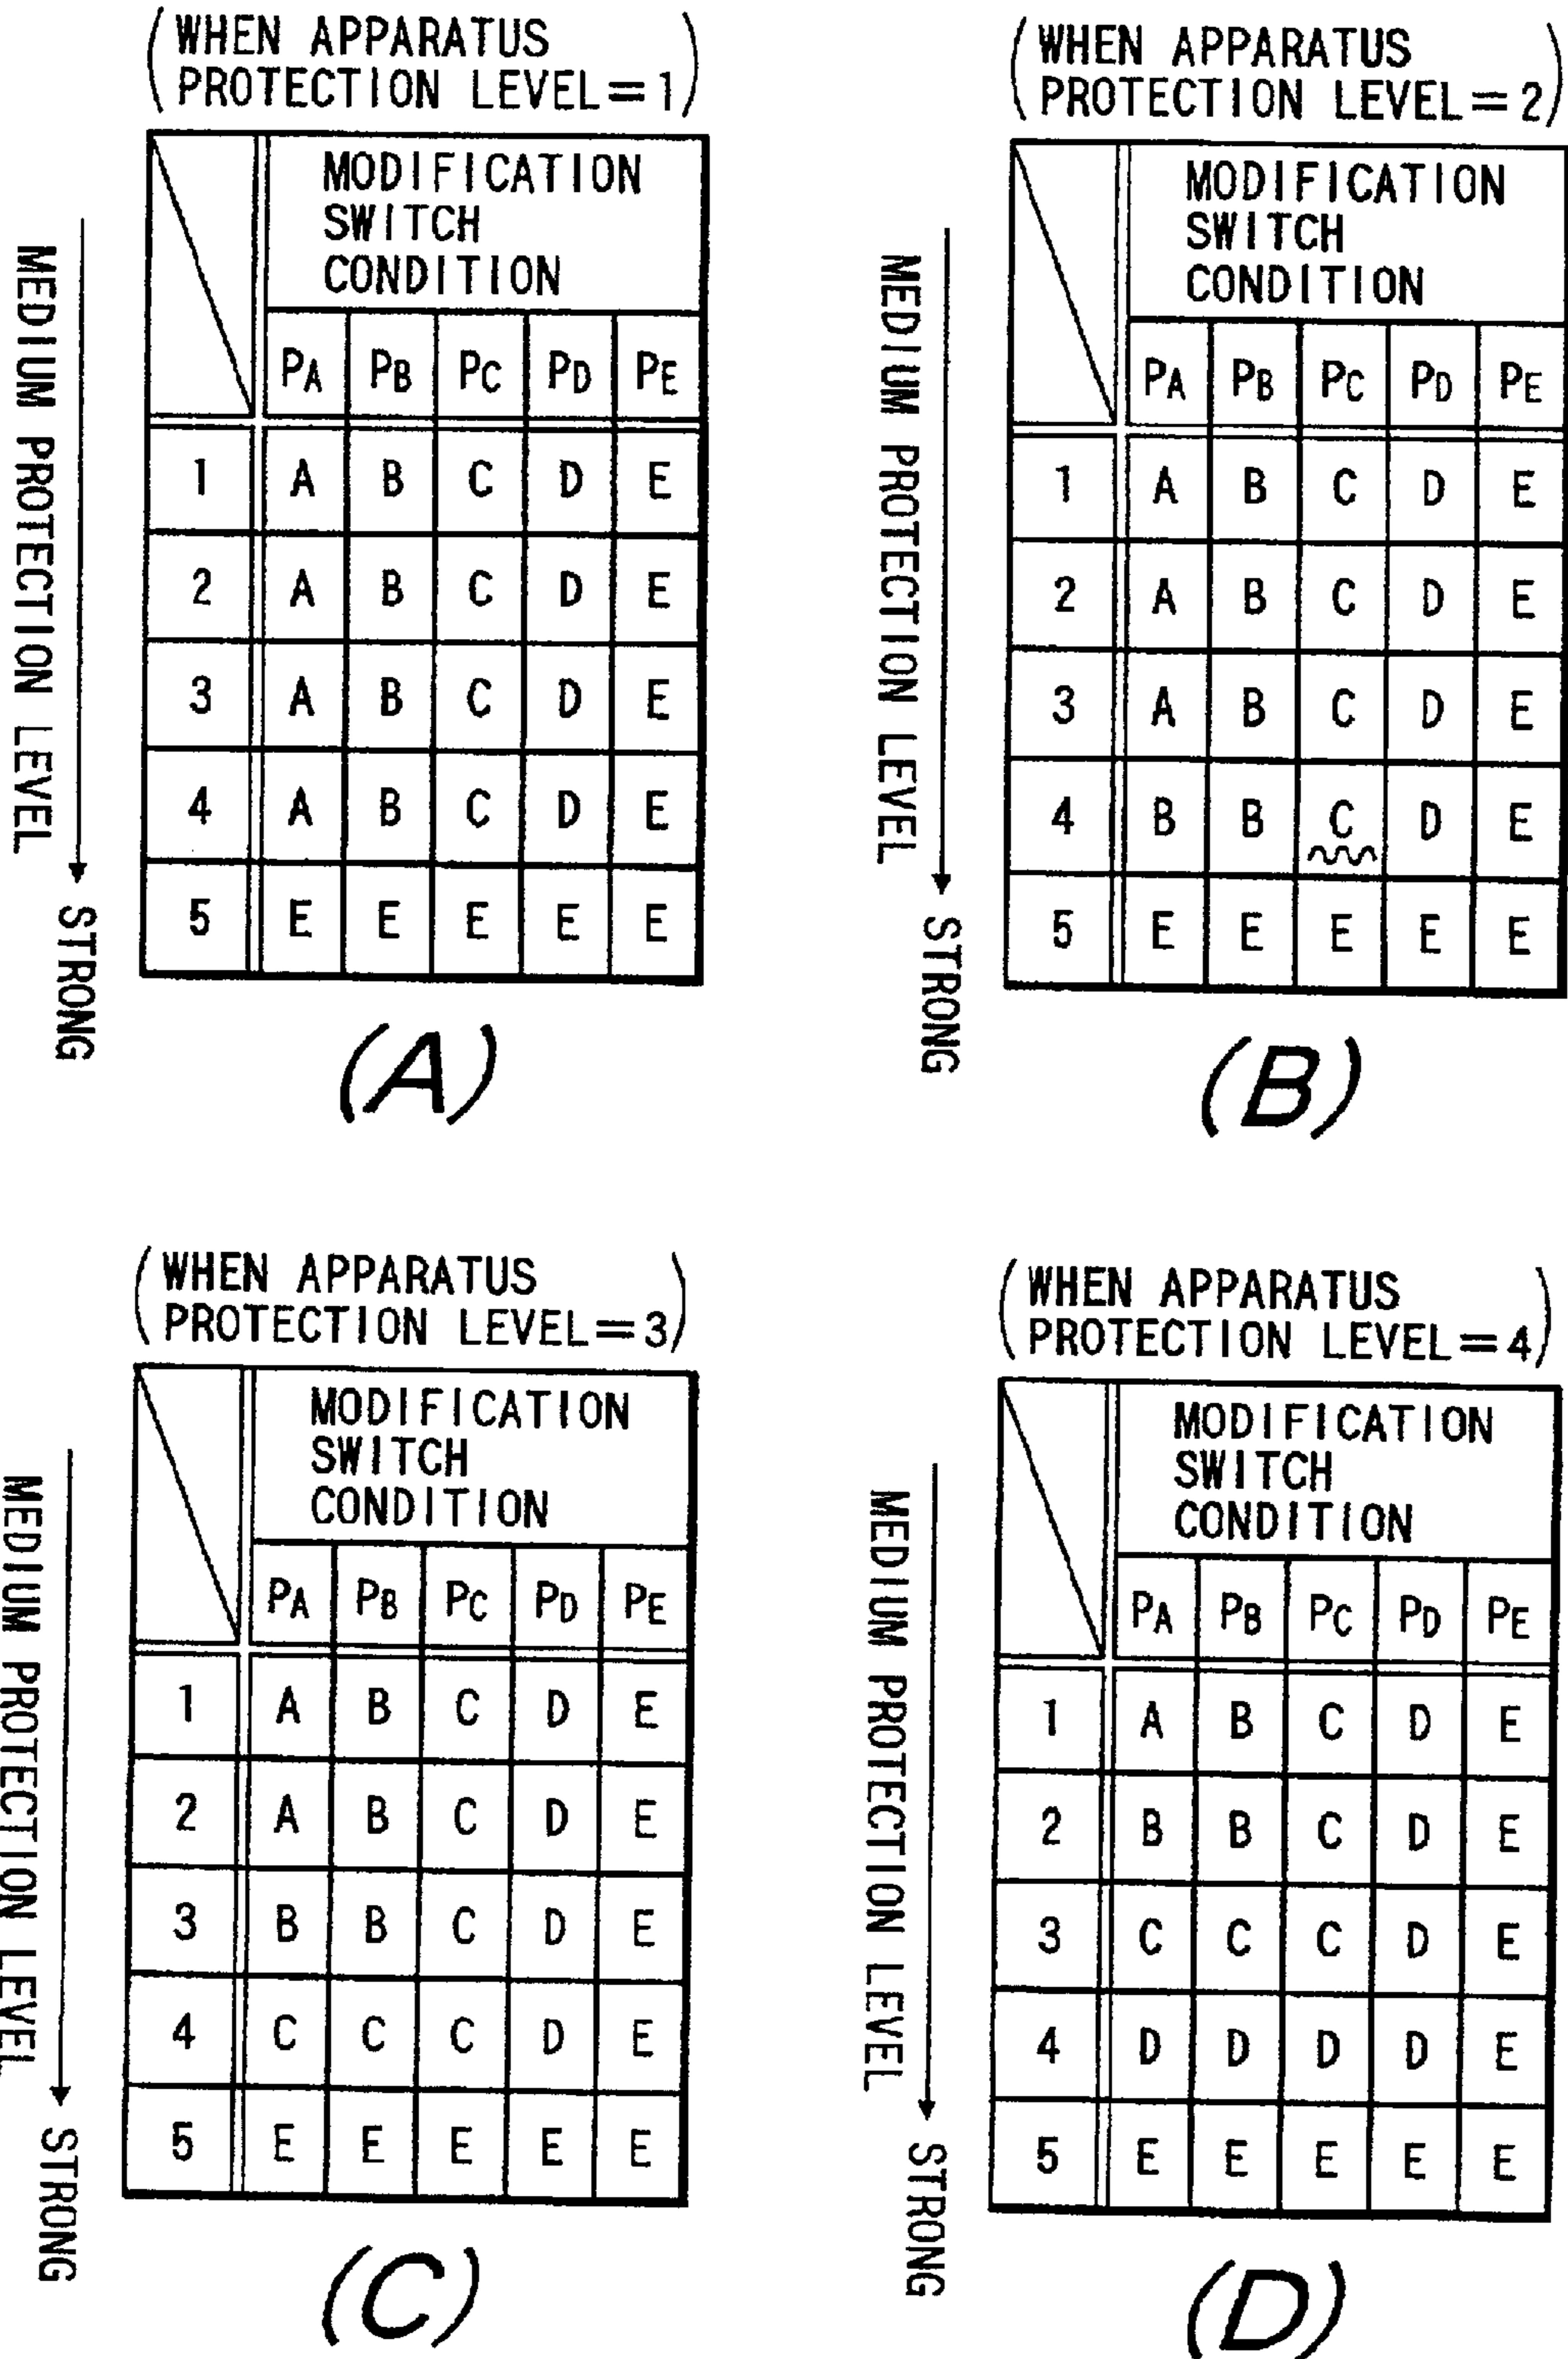 (WHEN APPARATUS
PROTECTION LEVEL=1)
MODIFICATION
SWITCH
CONDITION
PA PB PC PD PE
1 A B C D E
2 A B C D E
3 A B C D E
4 A B C D E
5 E E E E E
MEDIUM PROTECTION LEVEL
STRONG
(A)
(WHEN APPARATUS
PROTECTION LEVEL=2)
MODIFICATION
SWITCH
CONDITION
PA PB PC PD PE
1 A B C D E
2 A B C D E
3 A B C D E
4 B B C D E
5 E E E E E
MEDIUM PROTECTION LEVEL
STRONG
(B)
(WHEN APPARATUS
PROTECTION LEVEL=3)
MODIFICATION
SWITCH
CONDITION
PA PB PC PD PE
1 A B C D E
2 A B C D E
3 B B C D E
4 C C C D E
5 E E E E E
MEDIUM PROTECTION LEVEL
STRONG
(C)
(WHEN APPARATUS
PROTECTION LEVEL=4)
MODIFICATION
SWITCH
CONDITION
PA PB PC PD PE
1 A B C D E
2 B B C D E
3 C C C D E
4 D D D D E
5 E E E E E
MEDIUM PROTECTION LEVEL
STRONG
(D)